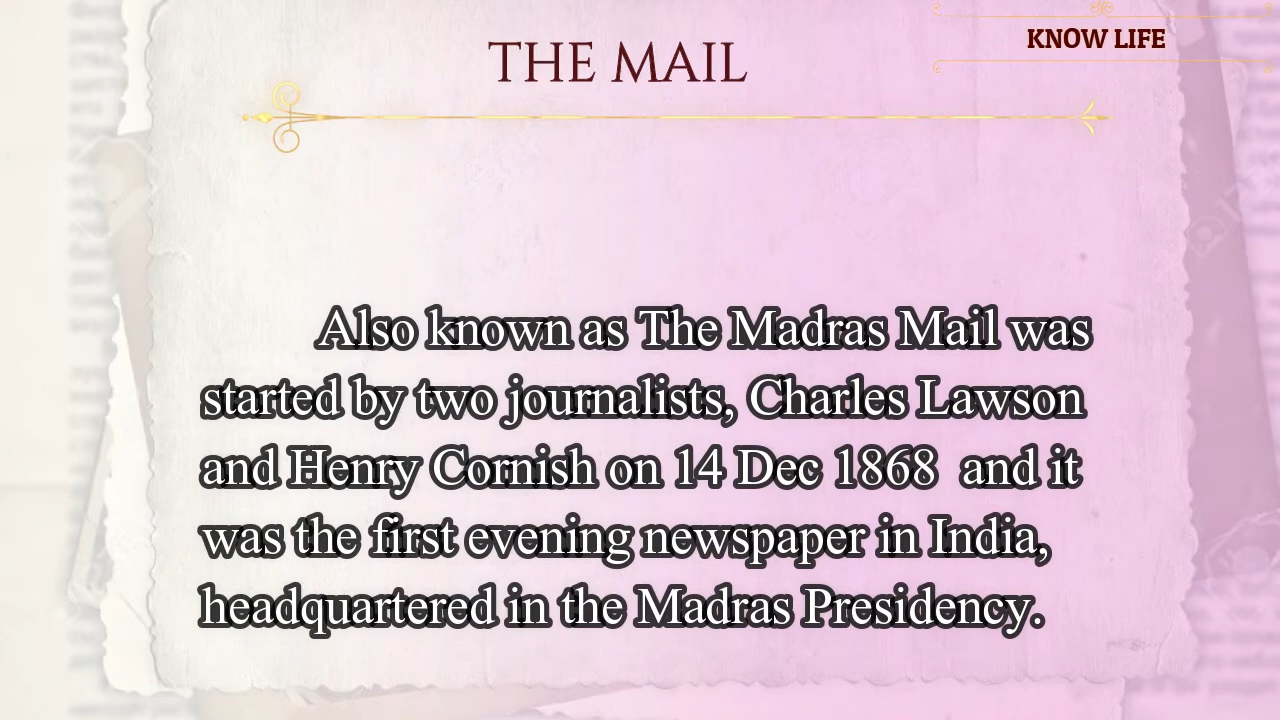 KNOW LIFE
THE MAIL
Also known as The Madras Mail was
started by two journalists, Charles Lawson
and Henry Cornish on 14 Dec 1868  and it
was the first evening newspaper in India,
headquartered in the Madras Presidency.